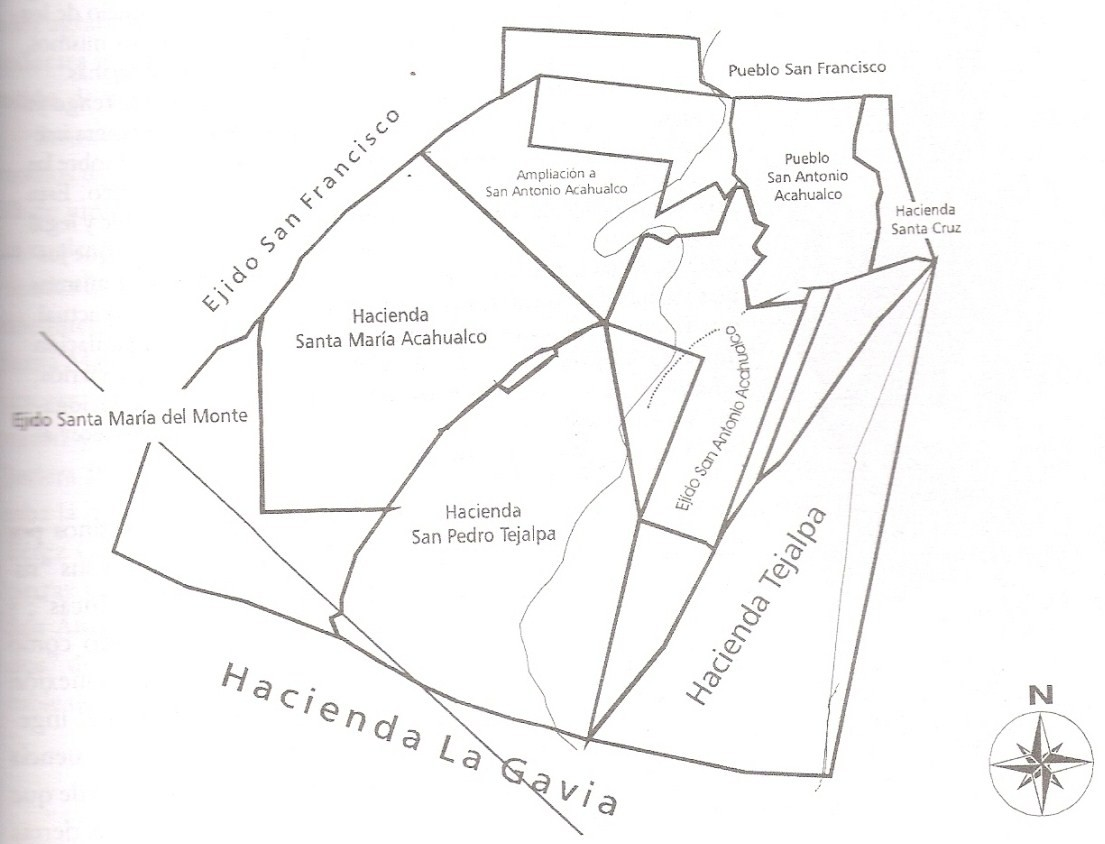 Pueblo San Francisco
Pueblo
San Antonio
Acahualco
Ampliación a
San Antonio Acahualco
Hacienda
Santa Cruz
Ejido San Francisco
Hacienda
Santa María Acahualco
Ejido Santa María del Monte
Ejido San Antonio Acahualco
Hacienda
San Pedro Tejalpa
Hacienda Tejalpa
Hacienda La Gavia
N